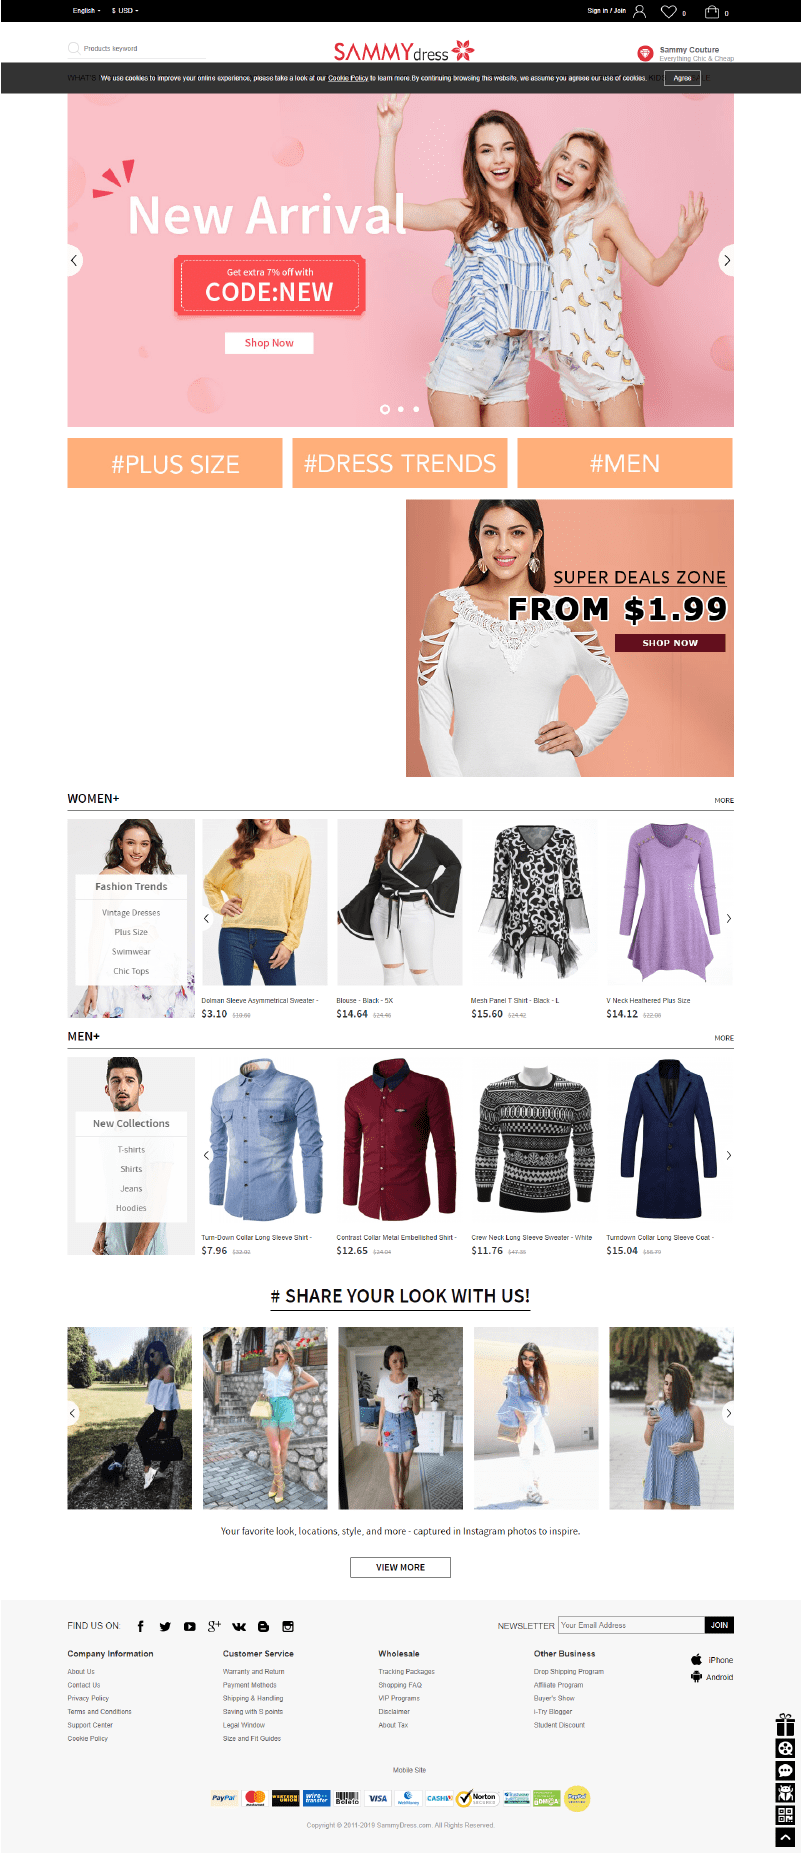 English
$ USD
Sign in / Join
0
0
Products keyword
SAMMYdress
Sammy Couture
Everything Chic & Cheap
WHAT'S
We use cookies to improve your online experience, please take a look at our Cookie Policy to learn more.By continuing browsing this website, we assume you agreee our use of cookies.
Agree
New Arrival
Get extra 7% off with
CODE:NEW
Shop Now
#PLUS SIZE
#DRESS TRENDS
#MEN
SUPER DEALS ZONE
FROM $1.99
SHOP NOW
WOMEN+
MORE
Fashion Trends
Vintage Dresses
Plus Size
Swimwear
Chic Tops
Dolman Sleeve Asymmetrical Sweater -
$3.10
Blouse - Black - 5X
$14.64
Mesh Panel T Shirt - Black - L
$15.60
V Neck Heathered Plus Size
$14.12
MEN+
MORE
New Collections
T-shirts
Shirts
Jeans
Hoodies
Turn-Down Collar Long Sleeve Shirt -
$7.96
Contrast Collar Metal Embellished Shirt -
$12.65
Crew Neck Long Sleeve Sweater - White
$11.76
Turndown Collar Long Sleeve Coat -
$15.04
# SHARE YOUR LOOK WITH US!
Your favorite look, locations, style, and more - captured in Instagram photos to inspire.
VIEW MORE
FIND US ON:
NEWSLETTER
Your Email Address
JOIN
Company Information
About Us
Contact Us
Privacy Policy
Terms and Conditions
Support Center
Cookie Policy
Customer Service
Warranty and Return
Payment Methods
Shipping & Handling
Saving with S points
Legal Window
Size and Fit Guides
Wholesale
Tracking Packages
Shopping FAQ
VIP Programs
Disclaimer
About Tax
Other Business
Drop Shipping Program
Affiliate Program
Buyer's Show
I-Try Blogger
Student Discount
iPhone
Android
Mobile Site
PayPal
WESTERN UNION
wire transfer
Boleto
VISA
WebMoney
CASHU
Norton
SECURED
PayPal
Copyright © 2011-2019 SammyDress.com. All Rights Reserved.